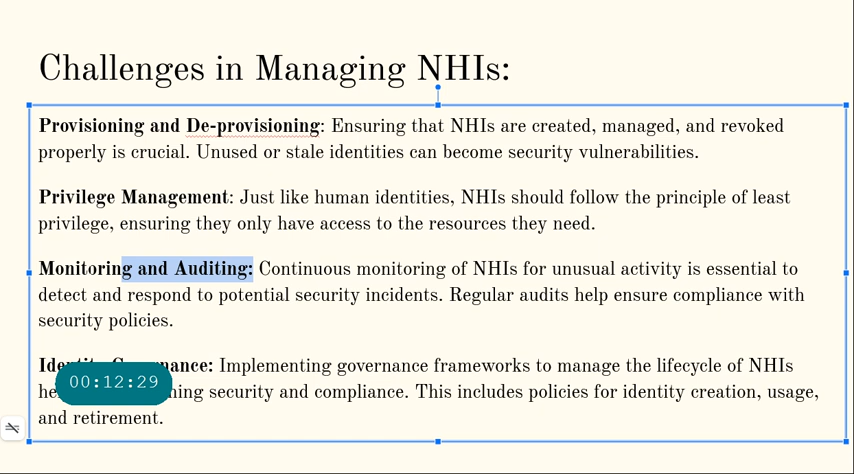 Challenges in Managing NHIs:
Provisioning and De-provisioning: Ensuring that NHIs are created, managed, and revoked
properly is crucial. Unused or stale identities can become security vulnerabilities.
Privilege Management: Just like human identities, NHIs should follow the principle of least
privilege, ensuring they only have access to the resources they need.
Monitoring and Auditing: Continuous monitoring of NHIs for unusual activity is essential to
detect and respond to potential security incidents. Regular audits help ensure compliance with
security policies.
Identity Governance: Implementing governance frameworks to manage the lifecycle of NHIs
security and compliance. This includes policies for identity creation, usage,
00:12:29
and retirement.